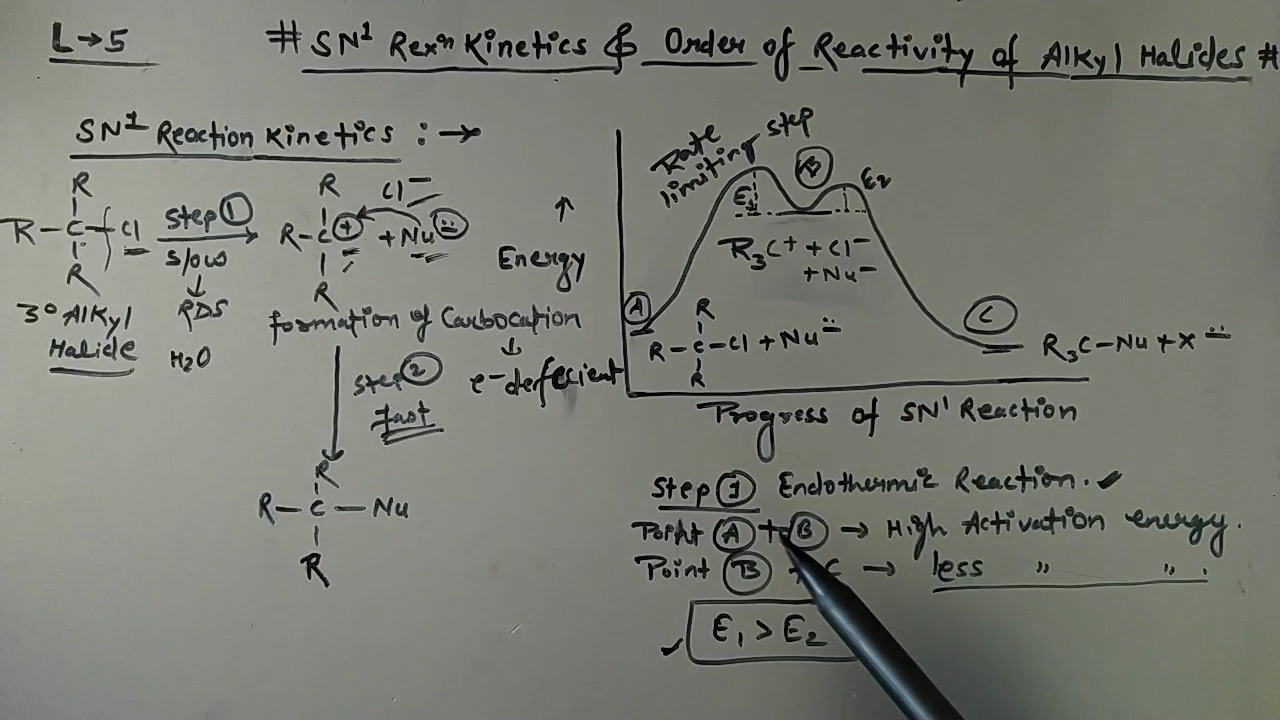 L→5 # SN1 Rexn Kinetics & Order of Reactivity of Alkyl Halides #
SN1 Reaction Kinetics : →
R
R–C–Cl
R
3° Alkyl
Halide
Step 1
slow
↓
RDS
H2O
R
Cl–
R–C+ + Nu–
R
formation of Carbocation
↓
e–deffecient
Step 2
fast
R
R–C–Nu
R
↑
Energy
Rate
limiting step
E1
B
E2
R3C+ + Cl–
+ Nu–
A
R
R–C–Cl + Nu–
R
C
R3C–Nu + X–
Progress of SN1 Reaction
Step 1 Endothermic Reaction. ✓
Point A + B → High Activation energy.
Point B + C → less " " .
✓ E1 > E2